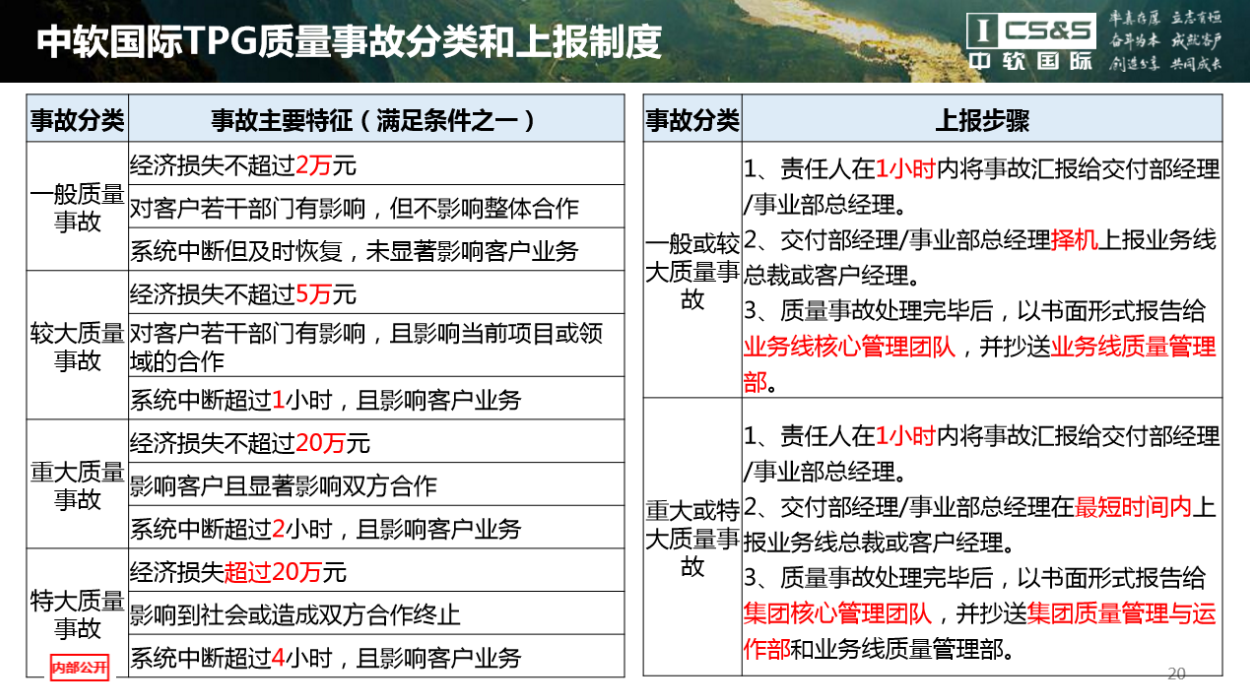 中软国际TPG质量事故分类和上报制度
I CS&S
中软国际
率真在厚 立志有恒
奋斗为本 成就客户
创造分享 共同成长
事故分类
事故主要特征（满足条件之一）
一般质量
事故
经济损失不超过2万元
对客户若干部门有影响，但不影响整体合作
系统中断但及时恢复，未显著影响客户业务
较大质量
事故
经济损失不超过5万元
对客户若干部门有影响，且影响当前项目或领
域的合作
系统中断超过1小时，且影响客户业务
重大质量
事故
经济损失不超过20万元
影响客户且显著影响双方合作
系统中断超过2小时，且影响客户业务
特大质量
事故
经济损失超过20万元
影响到社会或造成双方合作终止
系统中断超过4小时，且影响客户业务
内部公开
事故分类
上报步骤
一般或较
大质量事
故
1、责任人在1小时内将事故汇报给交付部经理
/事业部总经理。
2、交付部经理/事业部总经理择机上报业务线
总裁或客户经理。
3、质量事故处理完毕后，以书面形式报告给
业务线核心管理团队，并抄送业务线质量管理
部。
重大或特
大质量事
故
1、责任人在1小时内将事故汇报给交付部经理
/事业部总经理。
2、交付部经理/事业部总经理在最短时间内上
报业务线总裁或客户经理。
3、质量事故处理完毕后，以书面形式报告给
集团核心管理团队，并抄送集团质量管理与运
作部和业务线质量管理部。
20